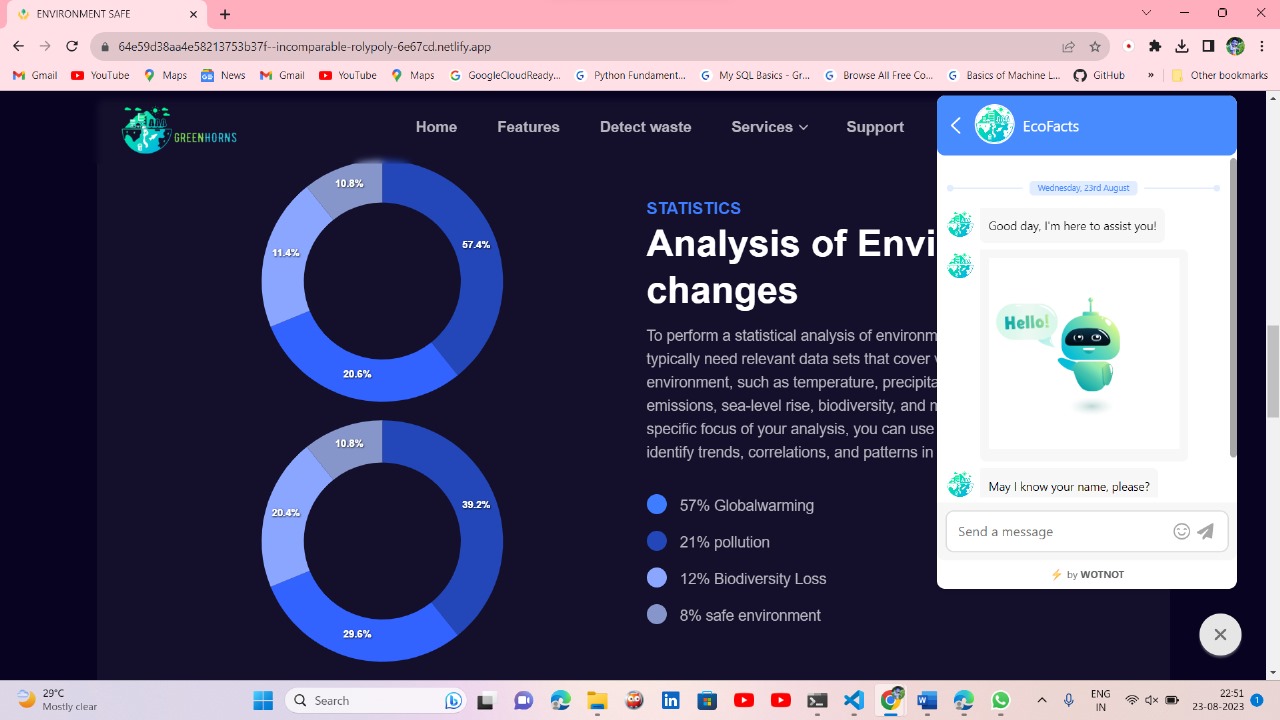 ENVIRONMENT SAFE
64e59d38aa4e58213753b37f--incomparable-rolypoly-6e67cd.netlify.app
Gmail YouTube Maps News Gmail YouTube Maps GoogleCloudReady... Python Fundament... My SQL Basics - Gr... Browse All Free Co... Basics of Machine L... GitHub » Other bookmarks
GREENHORNS
Home Features Detect waste Services Support
10.8%
57.4%
11.4%
20.6%
10.8%
39.2%
20.4%
29.6%
STATISTICS
Analysis of Envi
changes
To perform a statistical analysis of environm
typically need relevant data sets that cover
environment, such as temperature, precipita
emissions, sea-level rise, biodiversity, and
specific focus of your analysis, you can use
identify trends, correlations, and patterns in
57% Globalwarming
21% pollution
12% Biodiversity Loss
8% safe environment
EcoFacts
Wednesday, 23rd August
Good day, I'm here to assist you!
Hello!
May I know your name, please?
Send a message
by WOTNOT
29°C
Mostly clear
Search
ENG
IN
22:51
23-08-2023
1